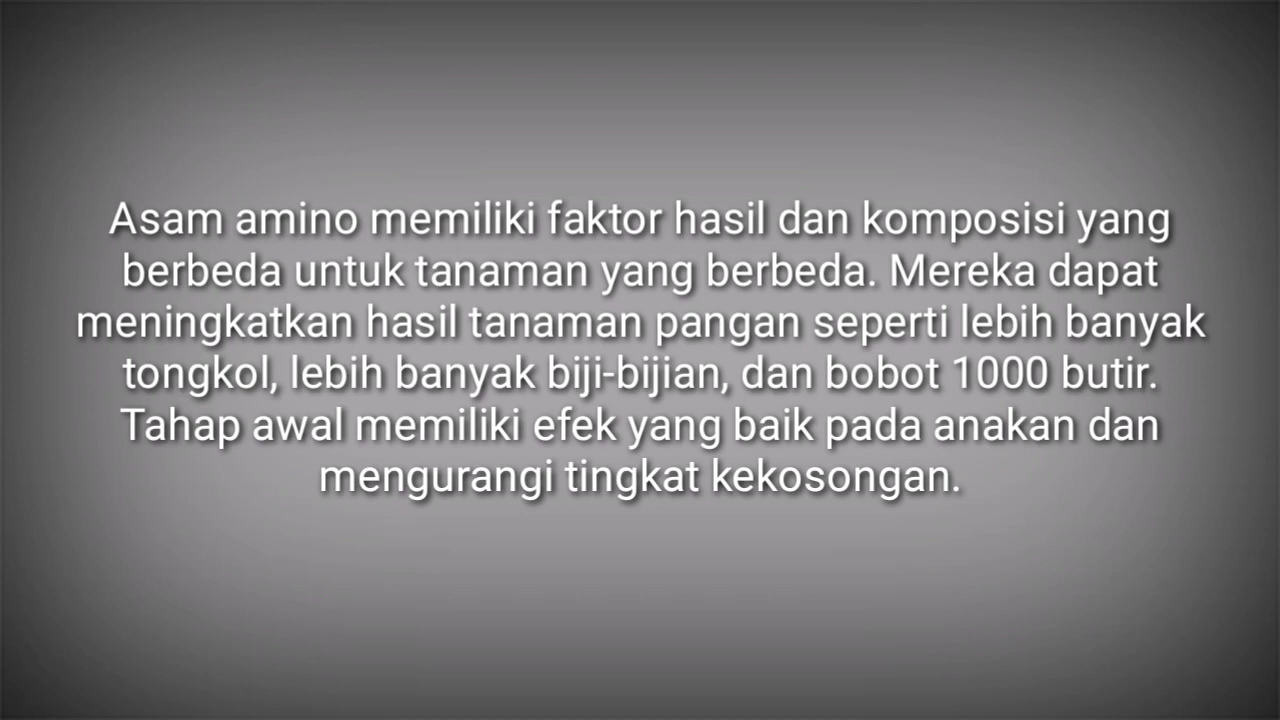 Asam amino memiliki faktor hasil dan komposisi yang
berbeda untuk tanaman yang berbeda. Mereka dapat
meningkatkan hasil tanaman pangan seperti lebih banyak
tongkol, lebih banyak biji-bijian, dan bobot 1000 butir.
Tahap awal memiliki efek yang baik pada anakan dan
mengurangi tingkat kekosongan.